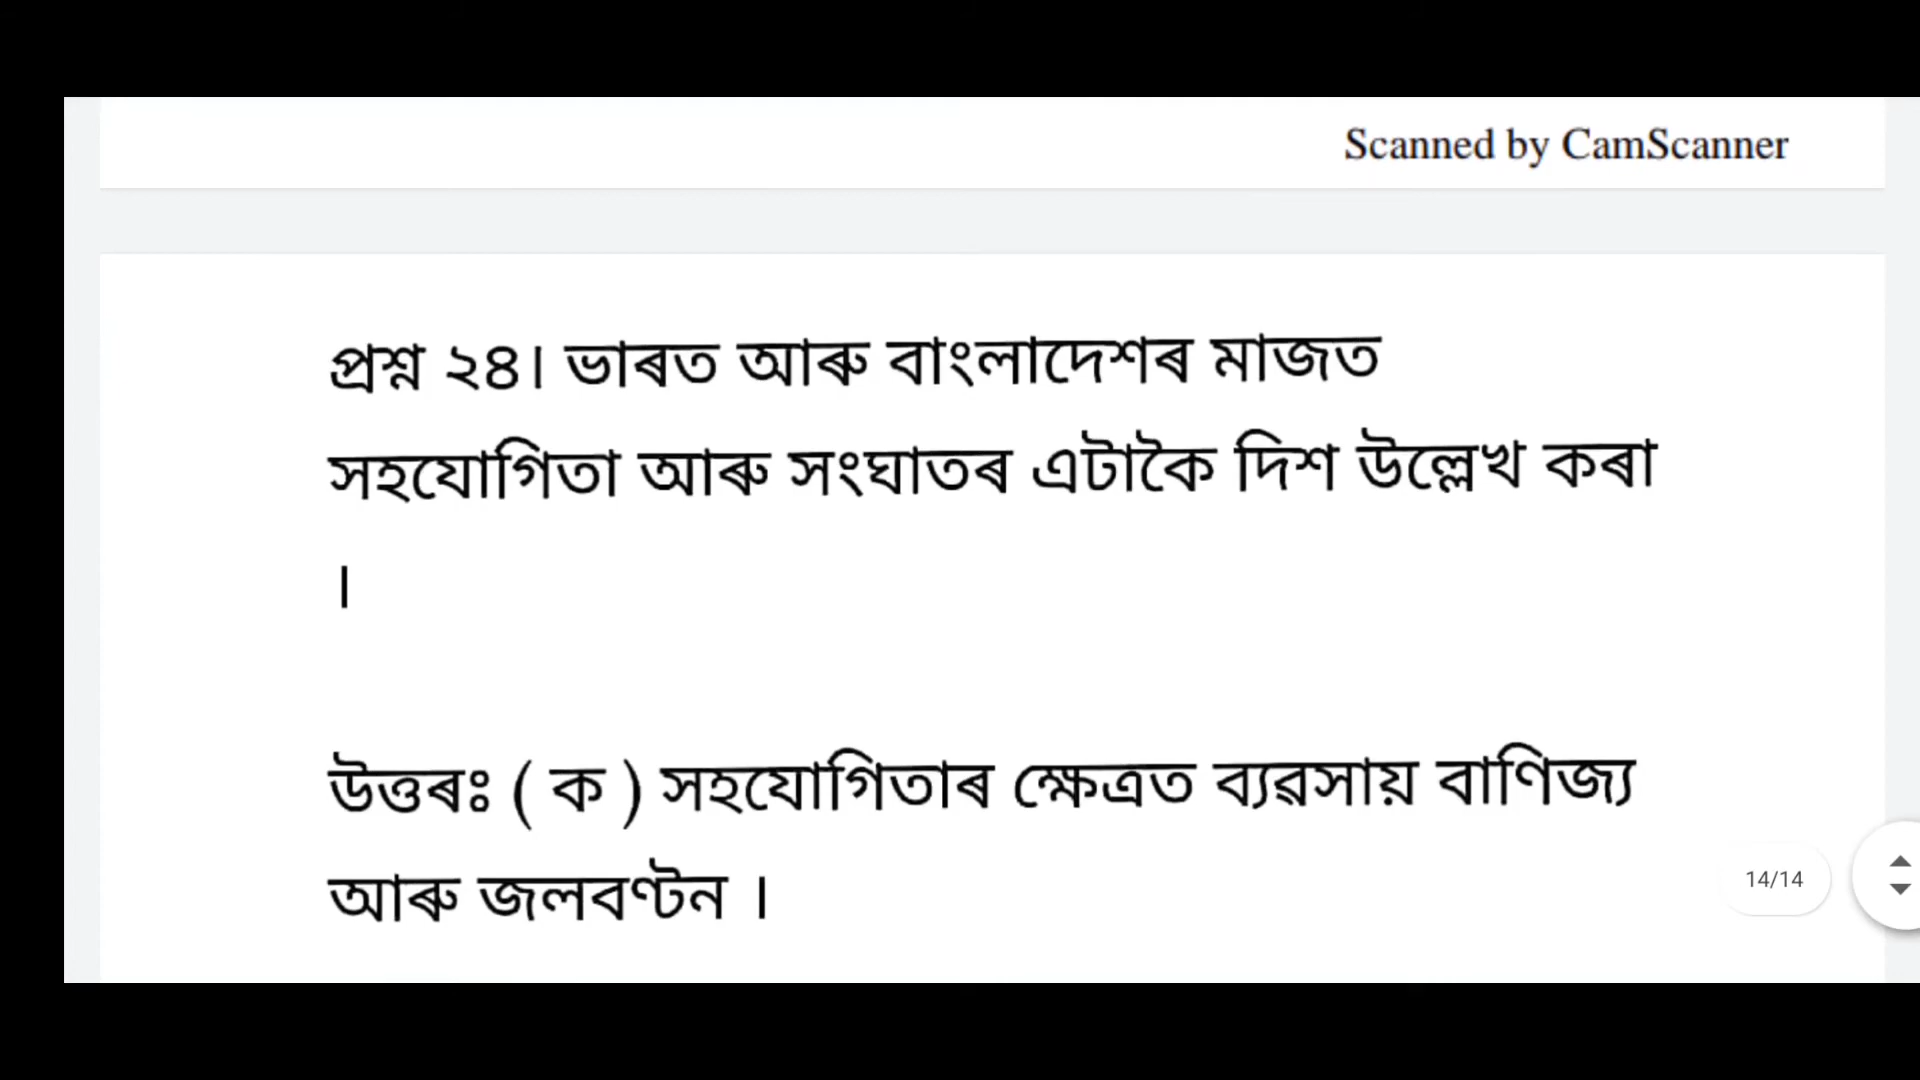 Scanned by CamScanner
প্ৰশ্ন ২৪। ভাৰত আৰু বাংলাদেশৰ মাজত
সহযোগিতা আৰু সংঘাতৰ এটাকৈ দিশ উল্লেখ কৰা
।
উত্তৰঃ ( ক ) সহযোগিতাৰ ক্ষেত্ৰত ব্যৱসায় বাণিজ্য
আৰু জলবণ্টন ।
14/14